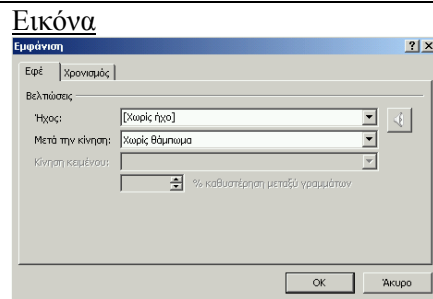 Εικόνα
Εμφάνιση
Εφέ Χρονισμός
Βελτιώσεις
Ήχος: [Χωρίς ήχο]
Μετά την κίνηση: Χωρίς θάμπωμα
Κίνηση κειμένου:
% καθυστέρηση μεταξύ γραμμάτων
OK Άκυρο